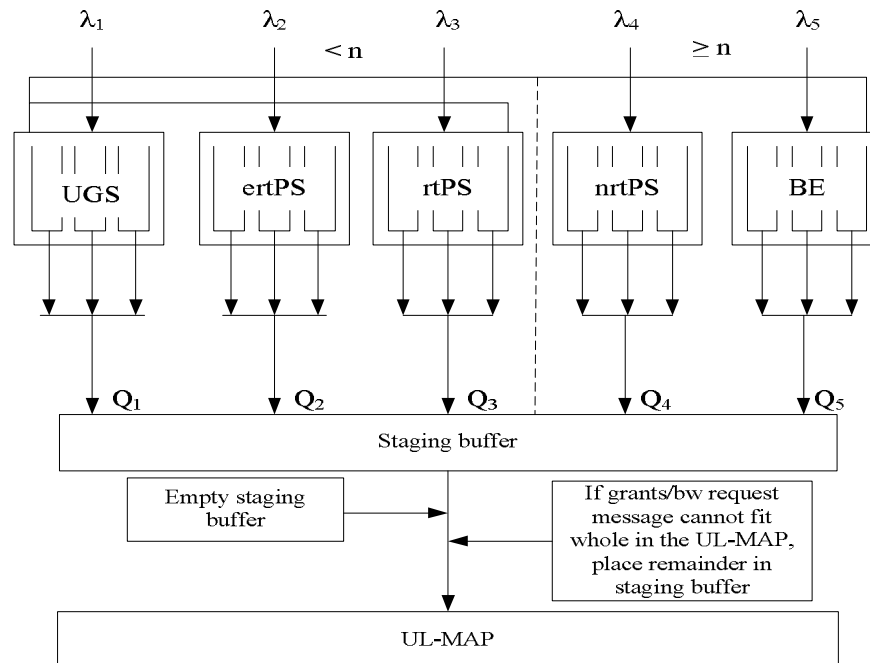 λ1 λ2 λ3 λ4 λ5
< n ≥ n
UGS ertPS rtPS nrtPS BE
Q1 Q2 Q3 Q4 Q5
Staging buffer
Empty staging
buffer
If grants/bw request
message cannot fit
whole in the UL-MAP,
place remainder in
staging buffer
UL-MAP